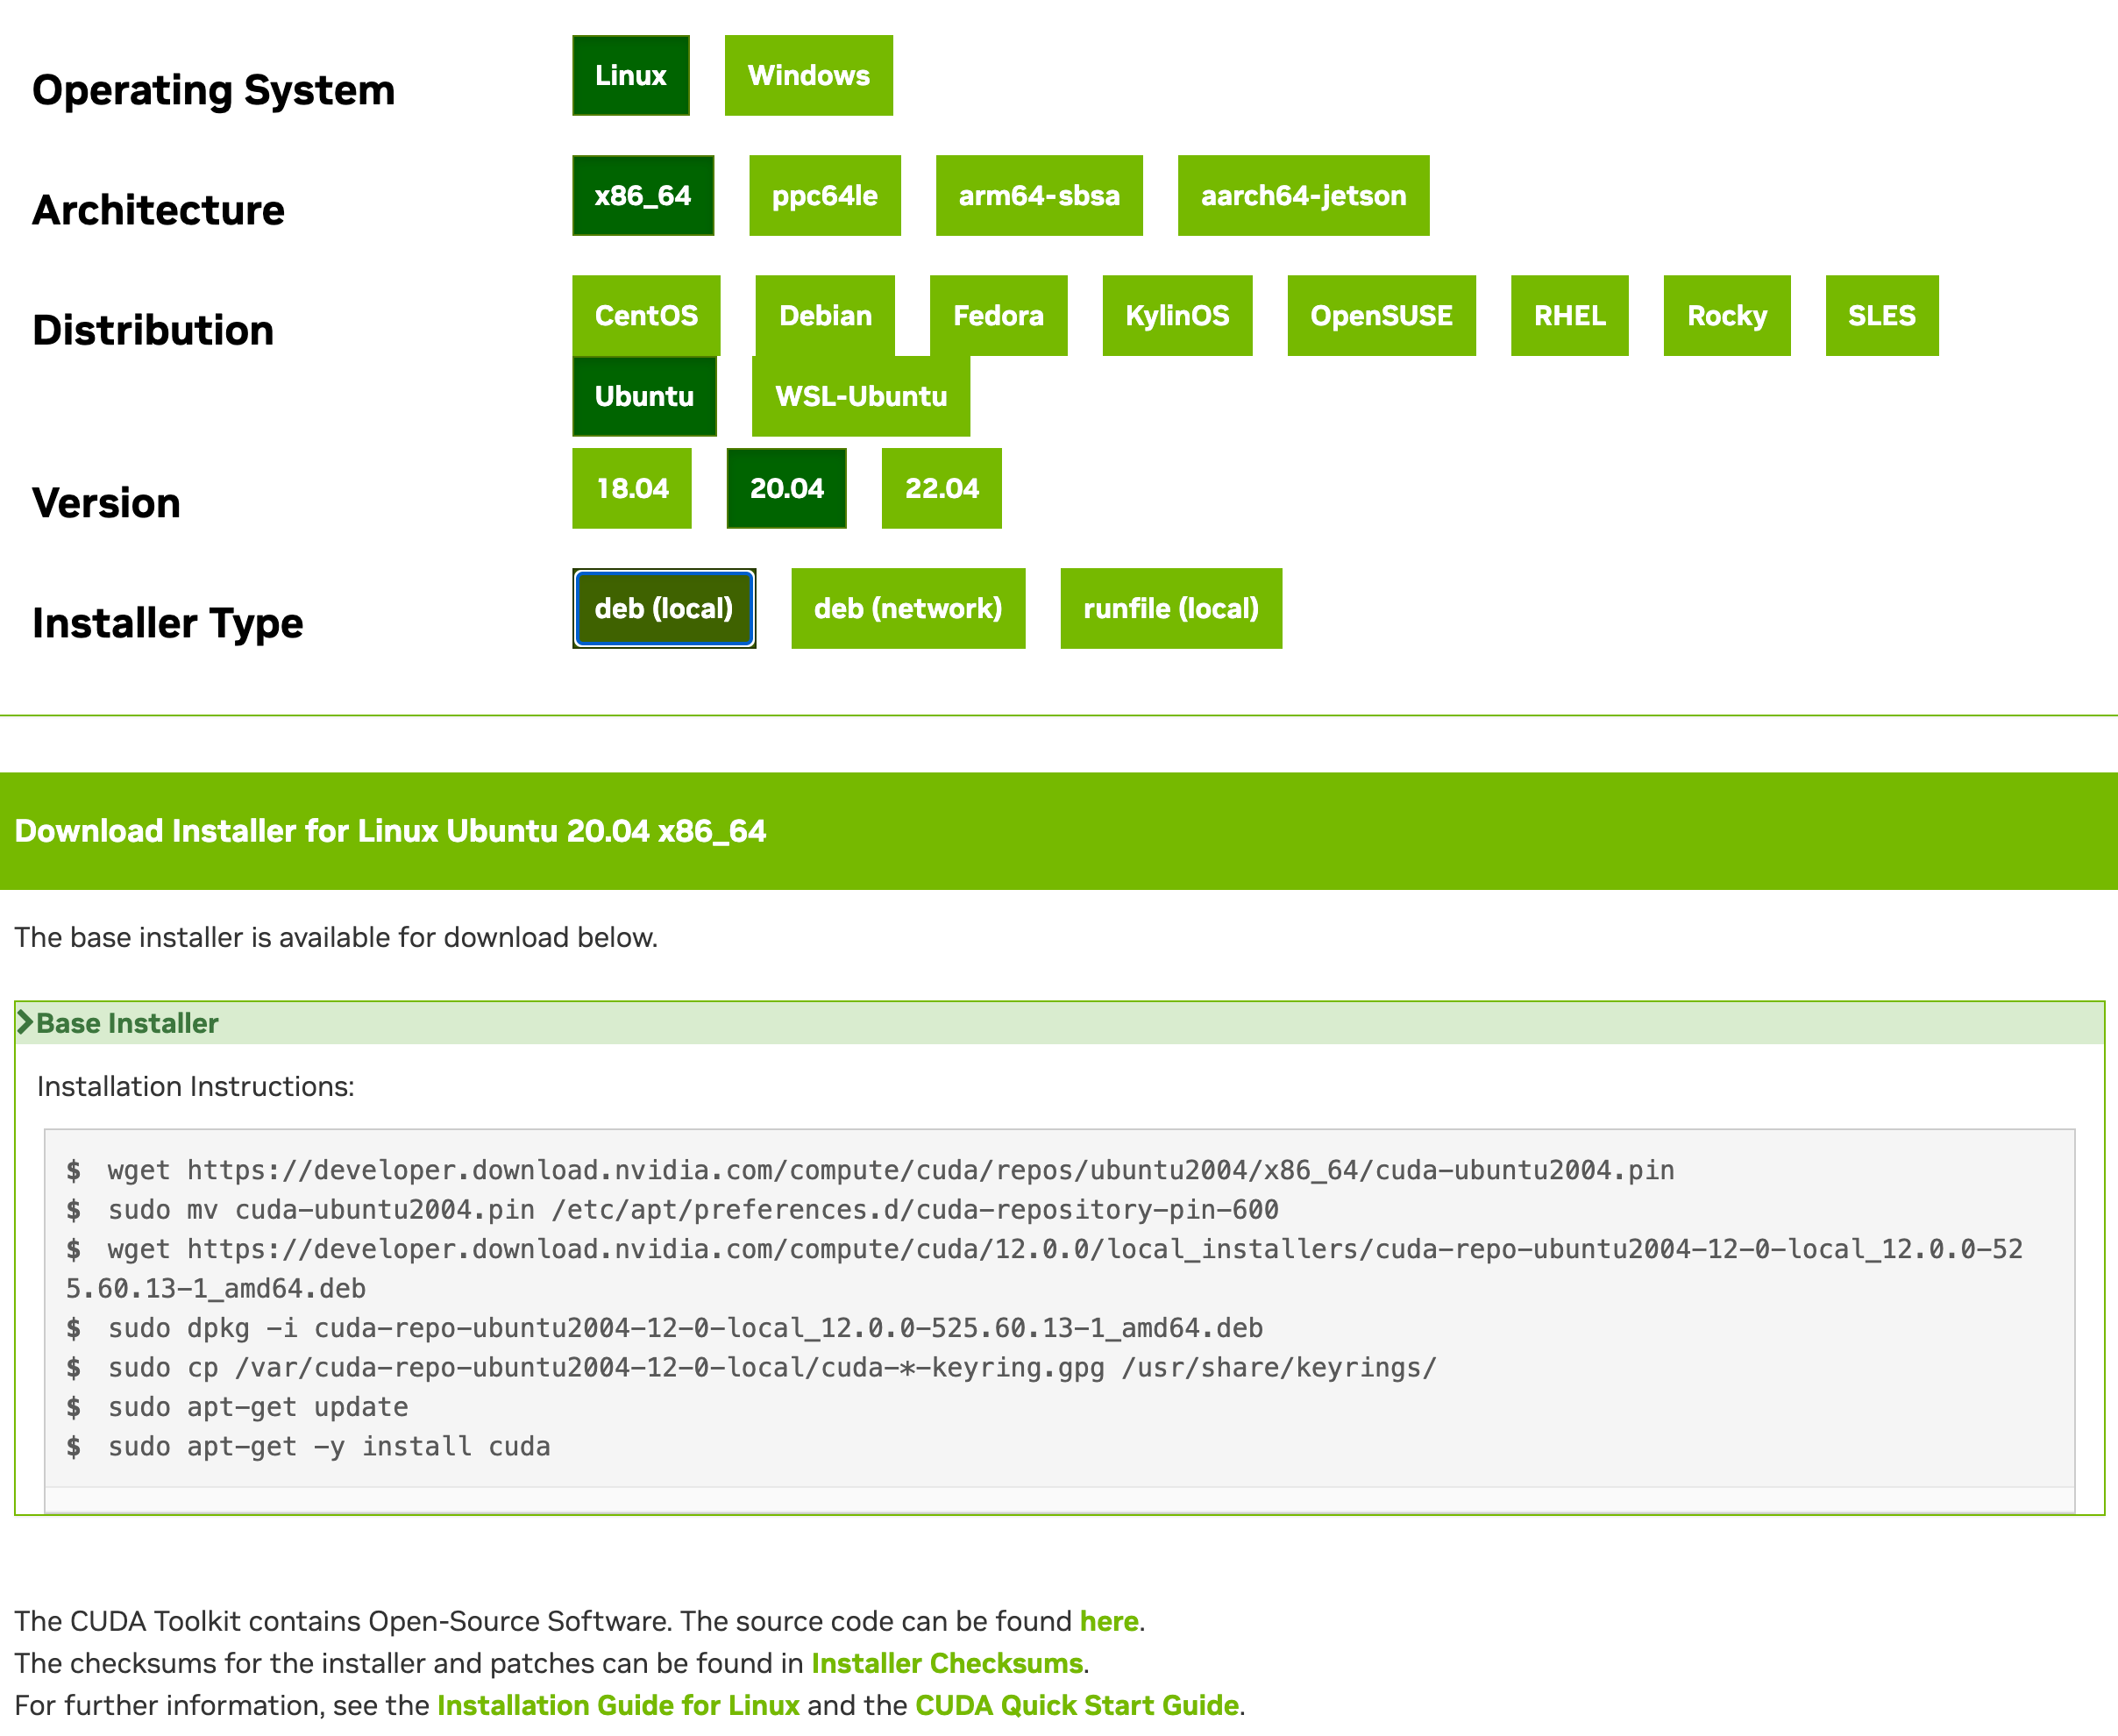 Operating System
Linux Windows
Architecture
x86_64 ppc64le arm64-sbsa aarch64-jetson
Distribution
CentOS Debian Fedora KylinOS OpenSUSE RHEL Rocky SLES
Ubuntu WSL-Ubuntu
Version
18.04 20.04 22.04
Installer Type
deb (local) deb (network) runfile (local)
Download Installer for Linux Ubuntu 20.04 x86_64
The base installer is available for download below.
Base Installer
Installation Instructions:
$ wget https://developer.download.nvidia.com/compute/cuda/repos/ubuntu2004/x86_64/cuda-ubuntu2004.pin
$ sudo mv cuda-ubuntu2004.pin /etc/apt/preferences.d/cuda-repository-pin-600
$ wget https://developer.download.nvidia.com/compute/cuda/12.0.0/local_installers/cuda-repo-ubuntu2004-12-0-local_12.0.0-52
5.60.13-1_amd64.deb
$ sudo dpkg -i cuda-repo-ubuntu2004-12-0-local_12.0.0-525.60.13-1_amd64.deb
$ sudo cp /var/cuda-repo-ubuntu2004-12-0-local/cuda-*-keyring.gpg /usr/share/keyrings/
$ sudo apt-get update
$ sudo apt-get -y install cuda
The CUDA Toolkit contains Open-Source Software. The source code can be found here.
The checksums for the installer and patches can be found in Installer Checksums.
For further information, see the Installation Guide for Linux and the CUDA Quick Start Guide.